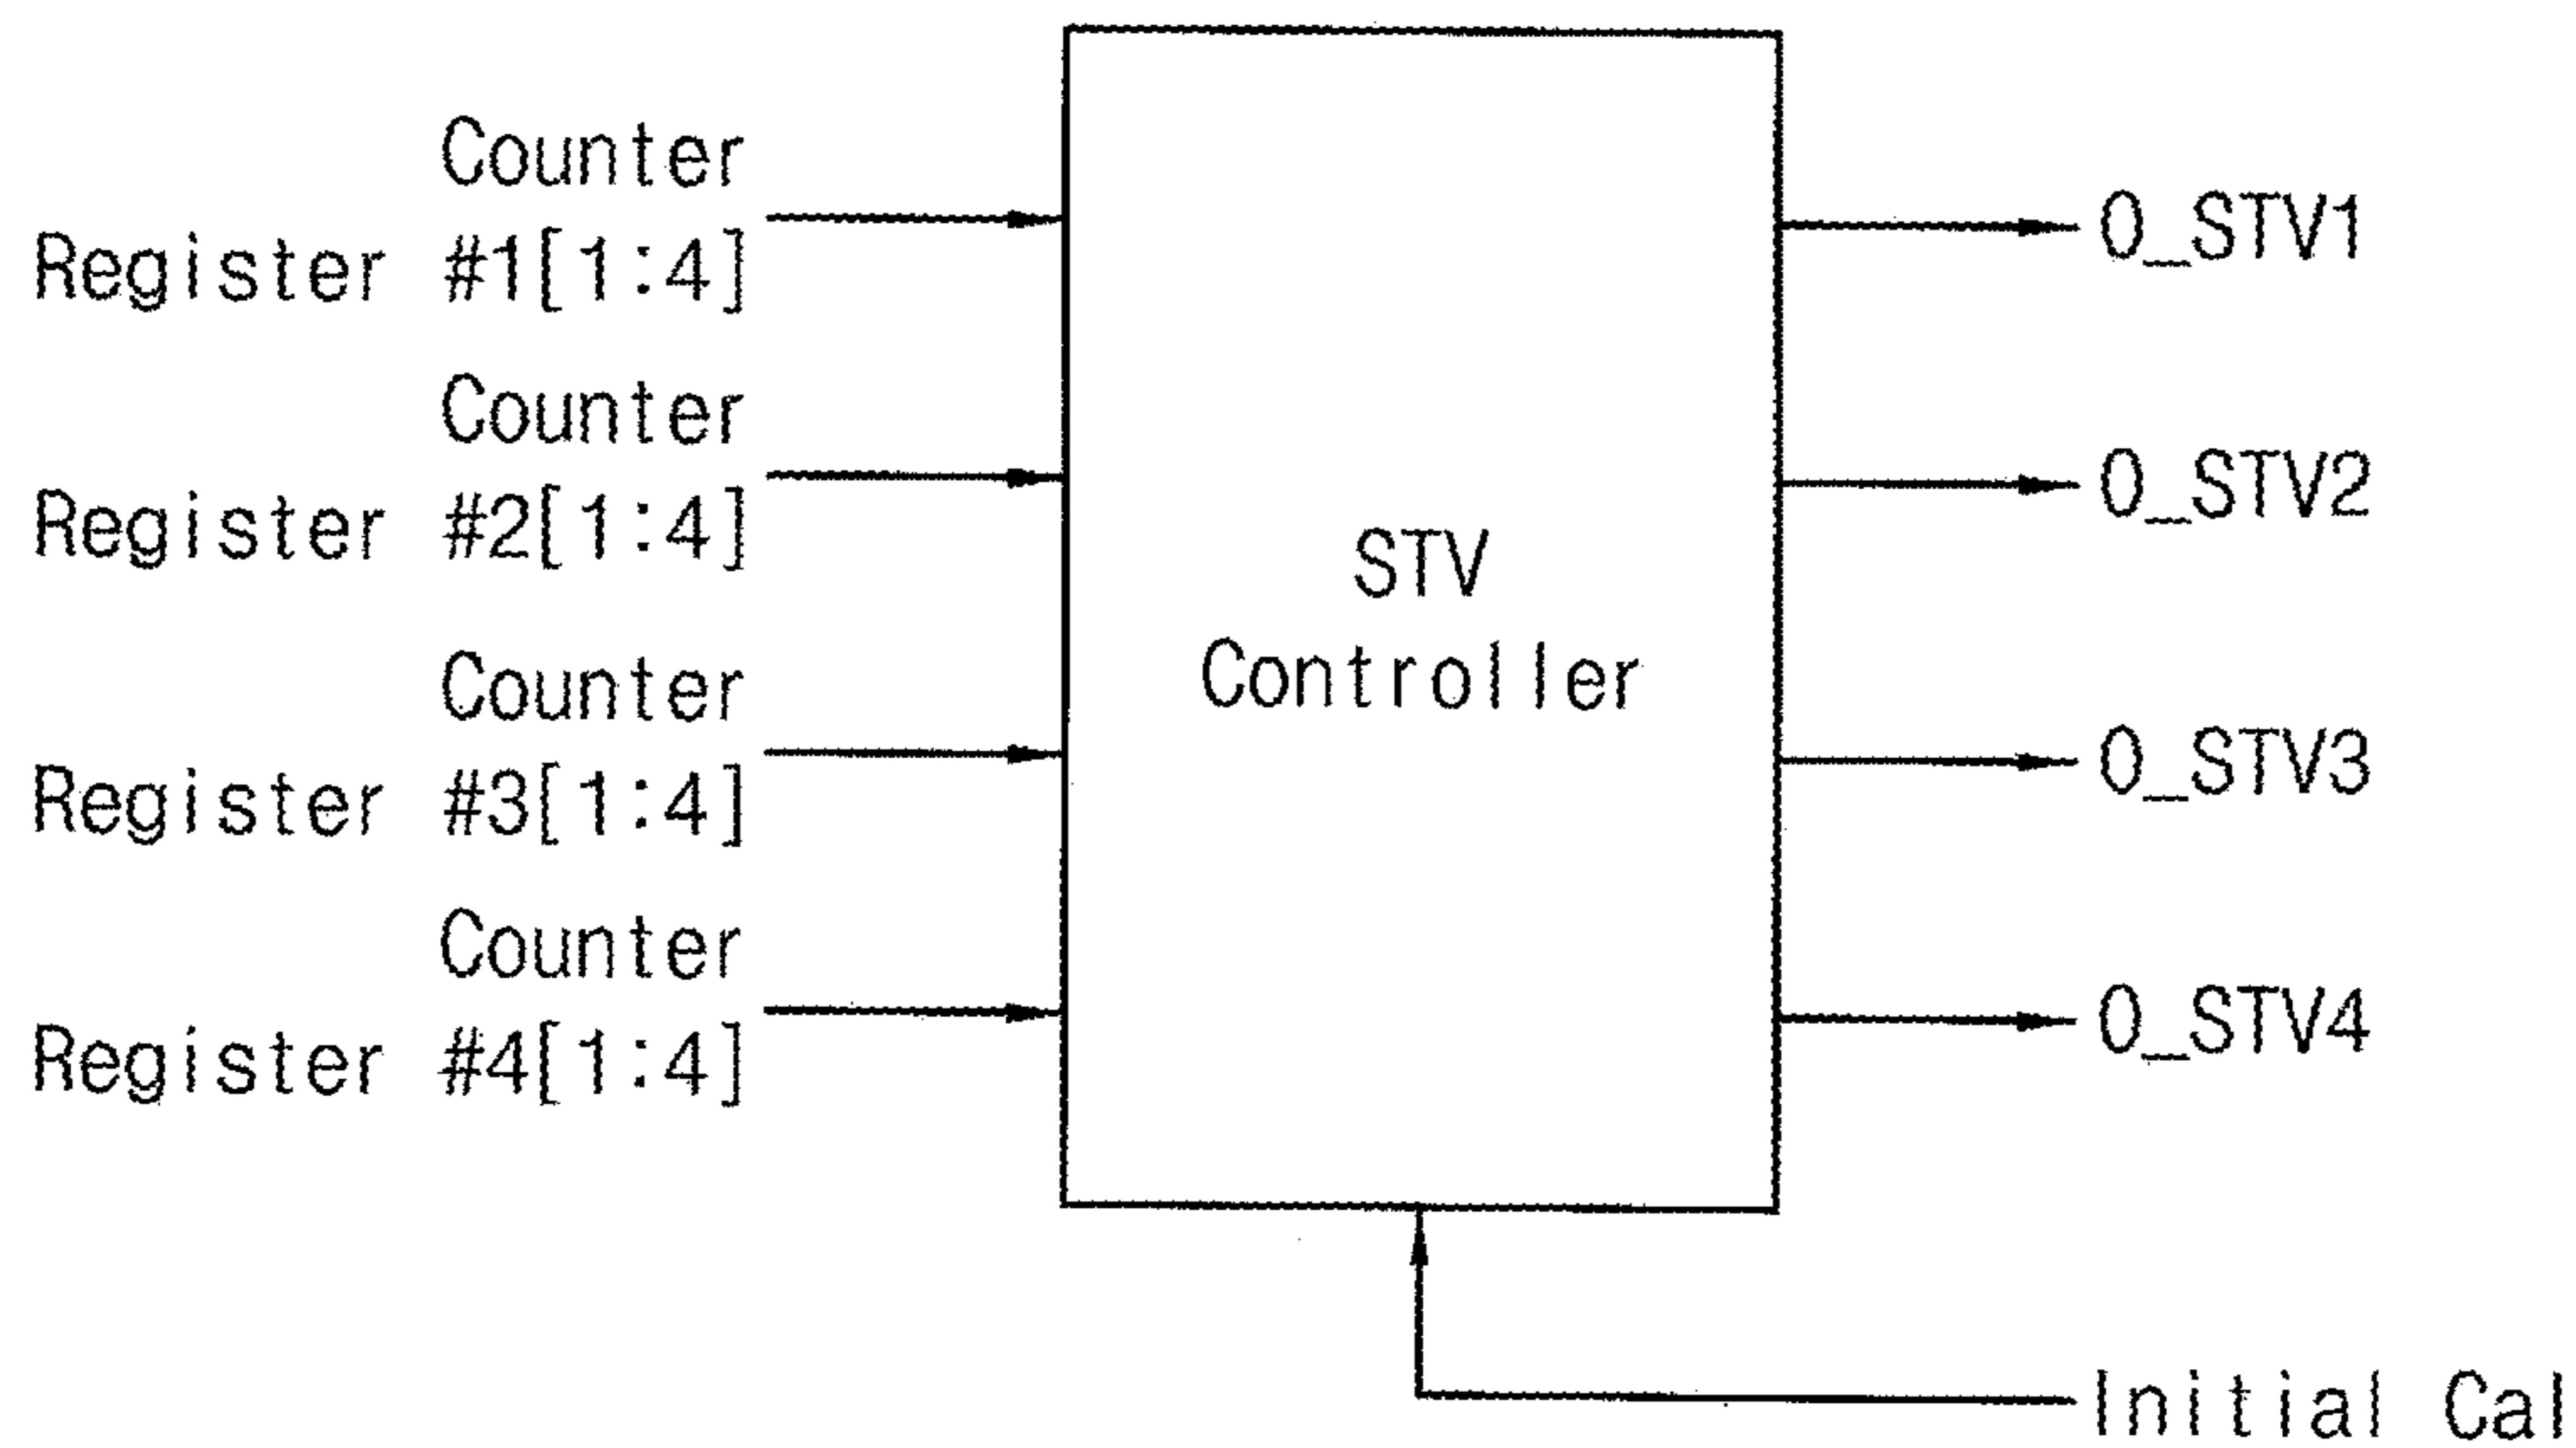 Counter
Register #1[1:4]
Counter
Register #2[1:4]
Counter
Register #3[1:4]
Counter
Register #4[1:4]
STV
Controller
O_STV1
O_STV2
O_STV3
O_STV4
Initial Cal